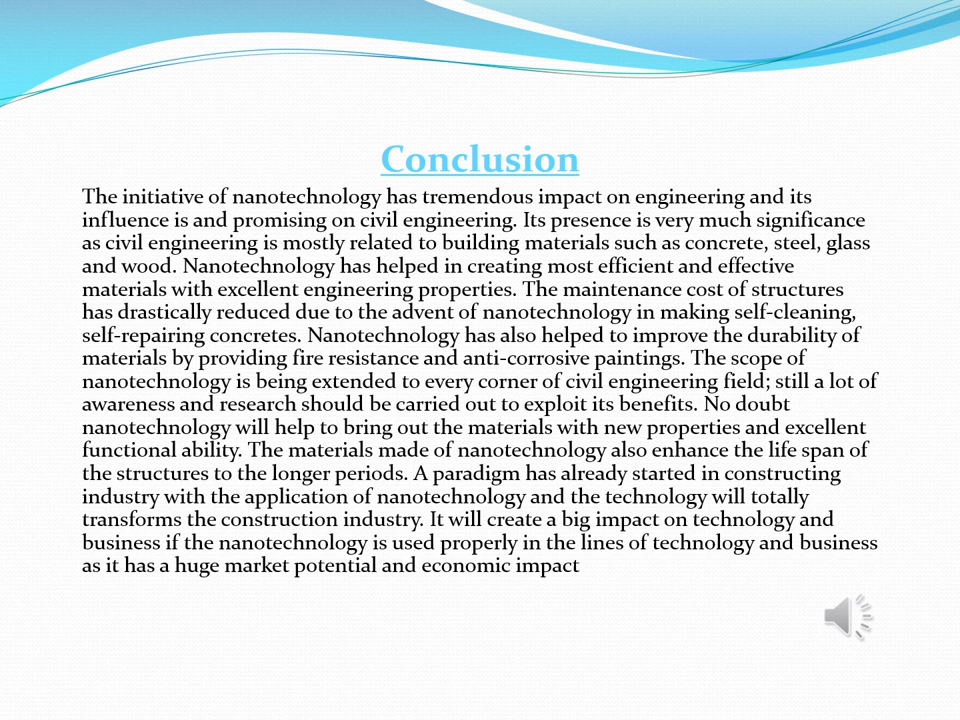 Conclusion
The initiative of nanotechnology has tremendous impact on engineering and its
influence is and promising on civil engineering. Its presence is very much significance
as civil engineering is mostly related to building materials such as concrete, steel, glass
and wood. Nanotechnology has helped in creating most efficient and effective
materials with excellent engineering properties. The maintenance cost of structures
has drastically reduced due to the advent of nanotechnology in making self-cleaning,
self-repairing concretes. Nanotechnology has also helped to improve the durability of
materials by providing fire resistance and anti-corrosive paintings. The scope of
nanotechnology is being extended to every corner of civil engineering field; still a lot of
awareness and research should be carried out to exploit its benefits. No doubt
nanotechnology will help to bring out the materials with new properties and excellent
functional ability. The materials made of nanotechnology also enhance the life span of
the structures to the longer periods. A paradigm has already started in constructing
industry with the application of nanotechnology and the technology will totally
transforms the construction industry. It will create a big impact on technology and
business if the nanotechnology is used properly in the lines of technology and business
as it has a huge market potential and economic impact